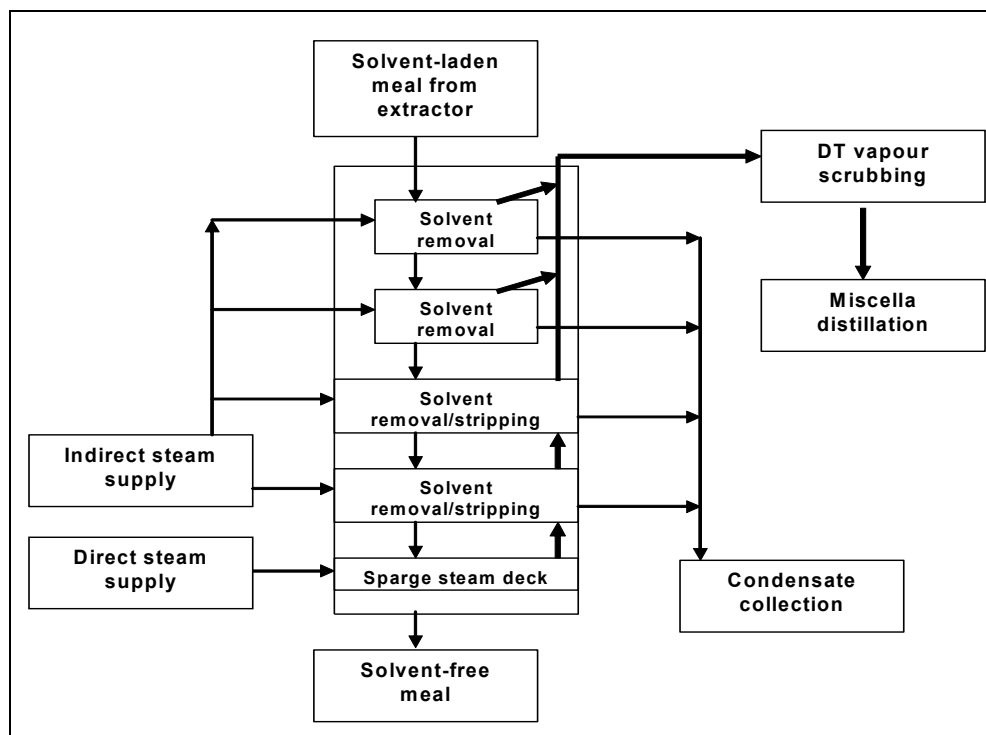 Solvent-laden
meal from
extractor
DT vapour
scrubbing
Solvent
removal
Solvent
removal
Miscella
distillation
Solvent
removal/stripping
Indirect steam
supply
Solvent
removal/stripping
Direct steam
supply
Sparge steam deck
Condensate
collection
Solvent-free
meal